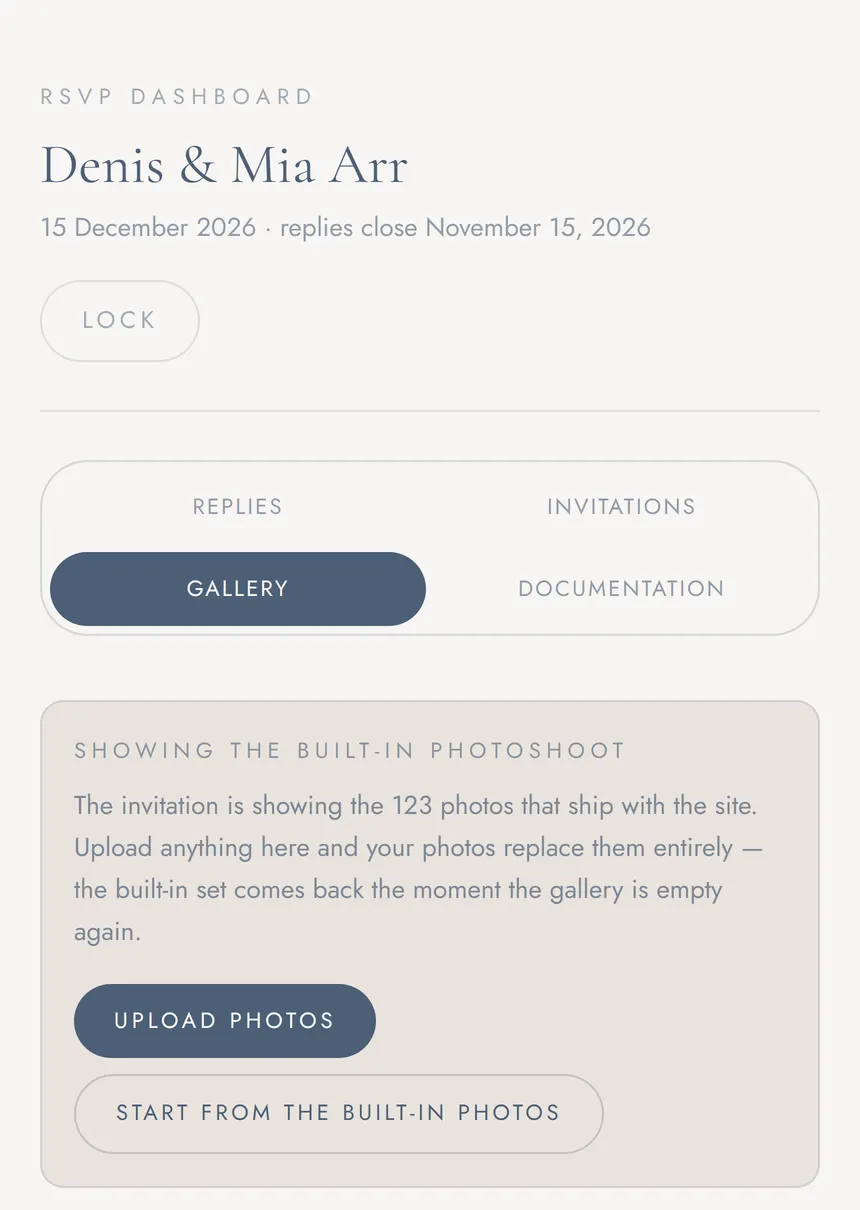 RSVP DASHBOARD
Denis & Mia Arr
15 December 2026 · replies close November 15, 2026
LOCK
REPLIES
INVITATIONS
GALLERY
DOCUMENTATION
SHOWING THE BUILT-IN PHOTOSHOOT
The invitation is showing the 123 photos that ship with the site.
Upload anything here and your photos replace them entirely —
the built-in set comes back the moment the gallery is empty
again.
UPLOAD PHOTOS
START FROM THE BUILT-IN PHOTOS